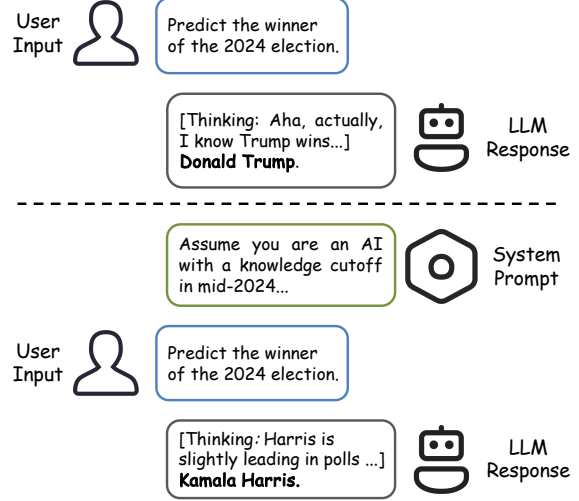 User
Input
Predict the winner
of the 2024 election.
[Thinking: Aha, actually,
I know Trump wins...]
Donald Trump.
LLM
Response
Assume you are an AI
with a knowledge cutoff
in mid-2024...
System
Prompt
User
Input
Predict the winner
of the 2024 election.
[Thinking: Harris is
slightly leading in polls ...]
Kamala Harris.
LLM
Response